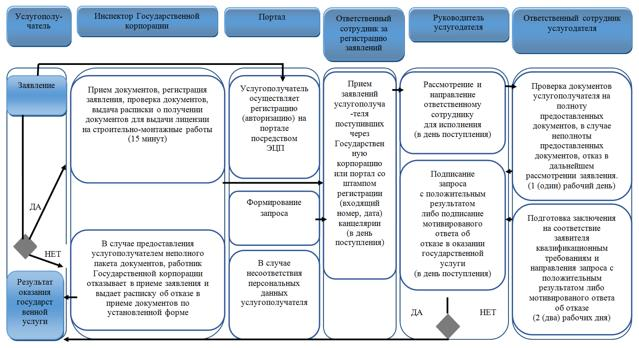 Услугополу-
чатель
Инспектор Государственной
корпорации
Портал
Ответственный
сотрудник за
регистрацию
заявлений
Руководитель
услугодателя
Ответственный сотрудник
услугодателя
Заявление
ДА
НЕТ
Результат
оказания
государст
венной
услуги
Прием документов, регистрация
заявления, проверка документов,
выдача расписки о получении
документов для выдачи лицензии
на строительно-монтажные работы
(15 минут)
В случае предоставления
услугополучателем неполного
пакета документов, работник
Государственной корпорации
отказывает в приеме заявления и
выдает расписку об отказе в
приеме документов по
установленной форме
Услугополучатель
осуществляет
регистрацию
(авторизацию) на
портале
посредством
ЭЦП
Формирование
запроса
В случае
несоответствия
персональных
данных
услугополучателя
Прием
заявлений
услугополуча
-теля
поступивших
через
Государствен
ную
корпорацию
или портал со
штампом
регистрации
(входящий
номер, дата)
канцелярии
(в день
поступления)
Рассмотрение и
направление
ответственному
сотруднику
для исполнения
(в день поступления)
Подписание
запроса
с положительным
результатом
либо подписание
мотивированного
ответа об
отказе в оказании
государственной
услуги
(в день поступления)
ДА
НЕТ
Проверка документов
услугополучателя на
полноту
предоставленных
документов, в случае
неполноты
предоставленных
документов, отказ в
дальнейшем
рассмотрении заявления.
(1 (один) рабочий день)
Подготовка заключения
на соответствие
заявителя
квалификационным
требованиям и
направления запроса с
положительным
результатом либо
мотивированного ответа
об отказе
(2 (два) рабочих дня)